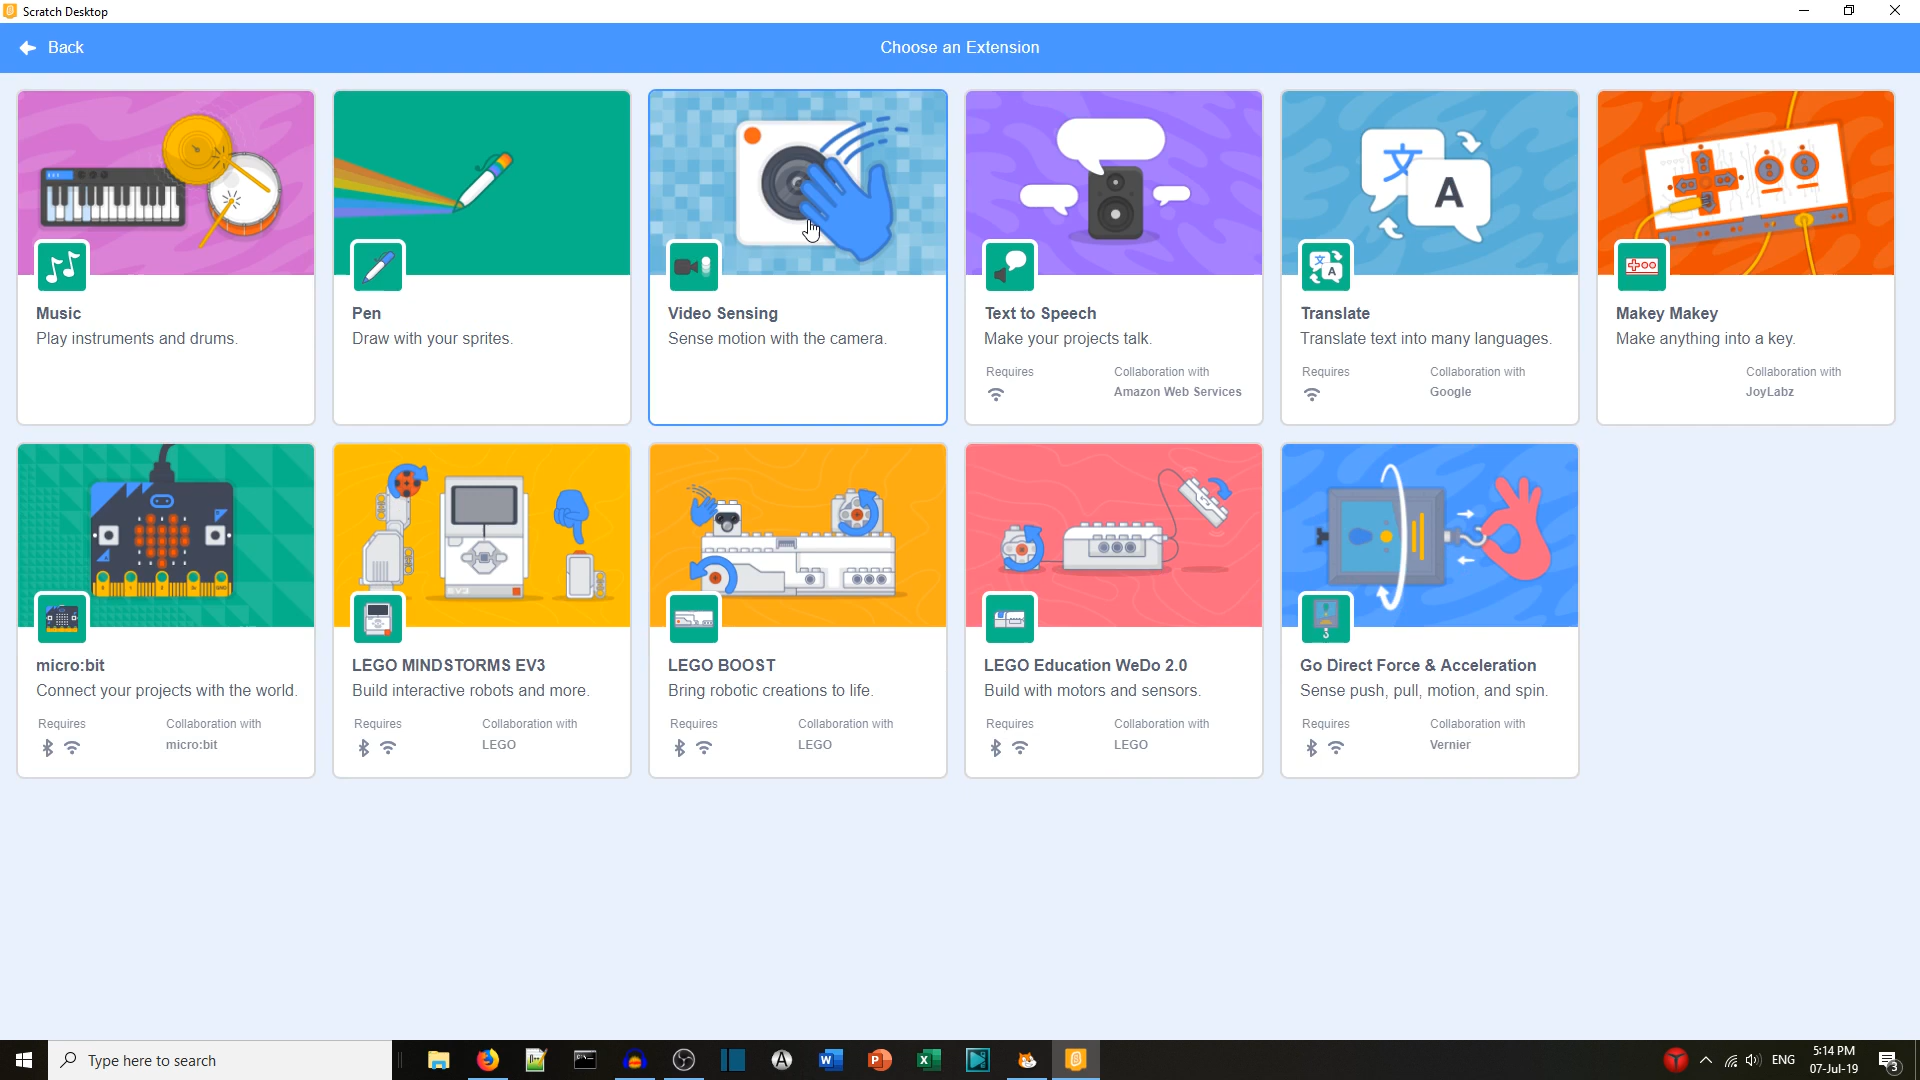 Scratch Desktop
Back
Choose an Extension
Music
Play instruments and drums.
Pen
Draw with your sprites.
Video Sensing
Sense motion with the camera.
Text to Speech
Make your projects talk.
Requires
Collaboration with
Amazon Web Services
文
A
Translate
Translate text into many languages.
Requires
Collaboration with
Google
Makey Makey
Make anything into a key.
Collaboration with
JoyLabz
micro:bit
Connect your projects with the world.
Requires
Collaboration with
micro:bit
EV3
LEGO MINDSTORMS EV3
Build interactive robots and more.
Requires
Collaboration with
LEGO
LEGO BOOST
Bring robotic creations to life.
Requires
Collaboration with
LEGO
LEGO Education WeDo 2.0
Build with motors and sensors.
Requires
Collaboration with
LEGO
Go Direct Force & Acceleration
Sense push, pull, motion, and spin.
Requires
Collaboration with
Vernier
Type here to search
ENG
5:14 PM
07-Jul-19
3